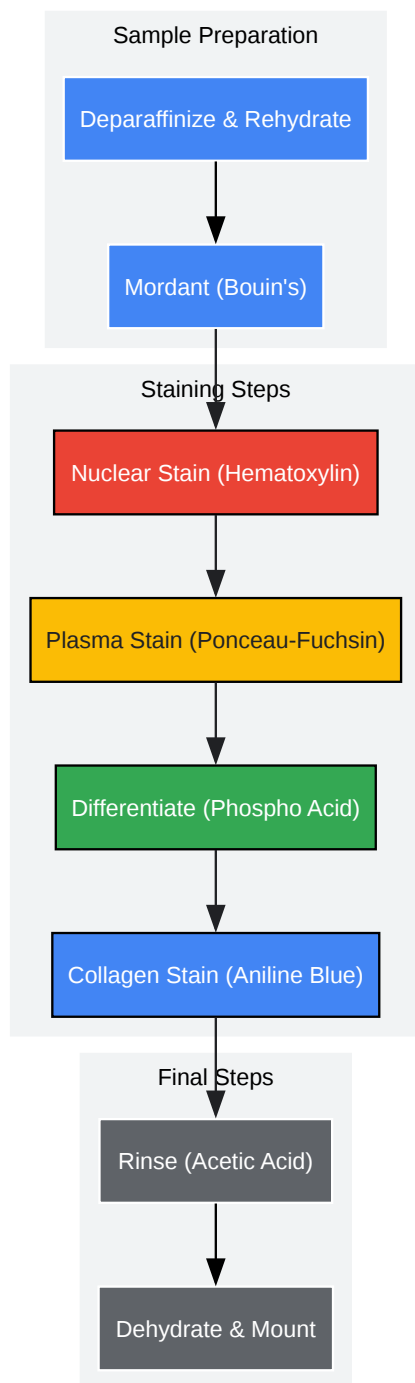 Sample Preparation
Deparaffinize & Rehydrate
Mordant (Bouin's)
Staining Steps
Nuclear Stain (Hematoxylin)
Plasma Stain (Ponceau-Fuchsin)
Differentiate (Phospho Acid)
Collagen Stain (Aniline Blue)
Final Steps
Rinse (Acetic Acid)
Dehydrate & Mount